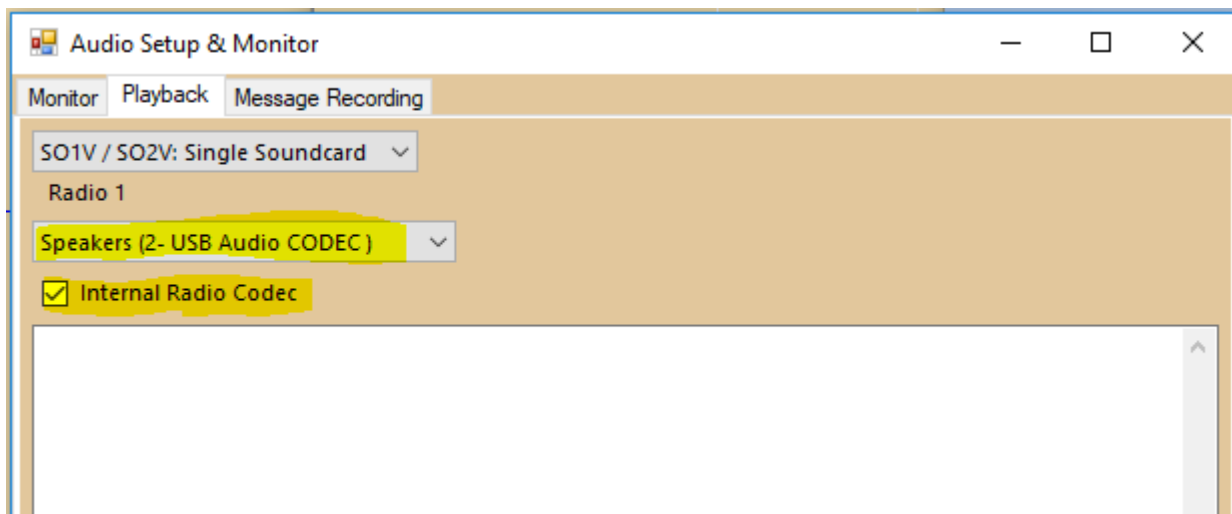 Audio Setup & Monitor
Monitor Playback Message Recording
SO1V / SO2V: Single Soundcard
Radio 1
Speakers (2- USB Audio CODEC )
Internal Radio Codec